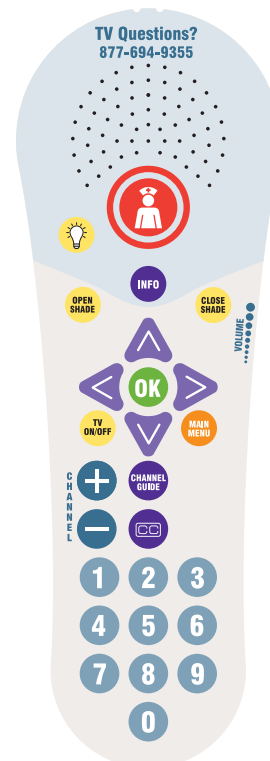 TV Questions?
877-694-9355
INFO
OPEN
SHADE
CLOSE
SHADE
VOLUME
OK
TV
ON/OFF
MAIN
MENU
CHANNEL
+
CHANNEL
GUIDE
−
CC
1 2 3
4 5 6
7 8 9
0